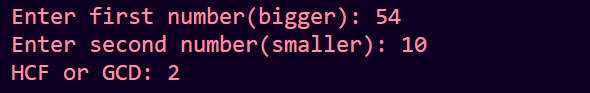 Enter first number(bigger): 54
Enter second number(smaller): 10
HCF or GCD: 2